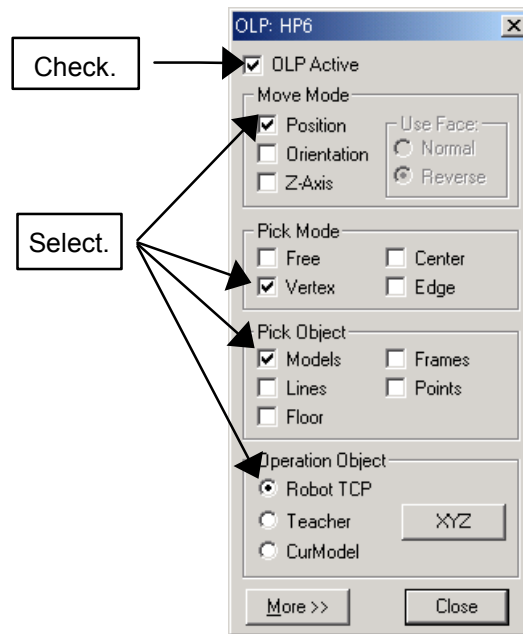 OLP: HP6
Check.
OLP Active
Move Mode
Position
Orientation
Z-Axis
Use Face:
Normal
Reverse
Select.
Pick Mode
Free
Center
Vertex
Edge
Pick Object
Models
Frames
Lines
Points
Floor
Operation Object
Robot TCP
Teacher
XYZ
CurModel
More >>
Close